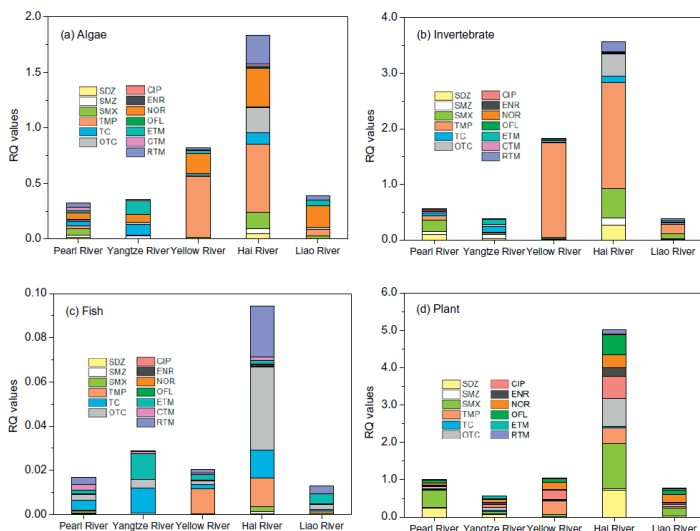 (a) Algae
RQ values
2.0
1.5
1.0
0.5
0.0
SDZ
SMZ
SMX
TMP
TC
OTC
CIP
ENR
NOR
OFL
ETM
CTM
RTM
Pearl River Yangtze River Yellow River Hai River Liao River
(b) Invertebrate
RQ values
4.0
3.0
2.0
1.0
0.0
SDZ
SMZ
SMX
TMP
TC
OTC
CIP
ENR
NOR
OFL
ETM
CTM
RTM
Pearl River Yangtze River Yellow River Hai River Liao River
(c) Fish
RQ values
0.10
0.08
0.06
0.04
0.02
0.00
SDZ
SMZ
SMX
TMP
TC
OTC
CIP
ENR
NOR
OFL
ETM
CTM
RTM
Pearl River Yangtze River Yellow River Hai River Liao River
(d) Plant
RQ values
6.0
5.0
4.0
3.0
2.0
1.0
0.0
SDZ
SMZ
SMX
TMP
TC
OTC
CIP
ENR
NOR
OFL
ETM
RTM
Pearl River Yangtze River Yellow River Hai River Liao River